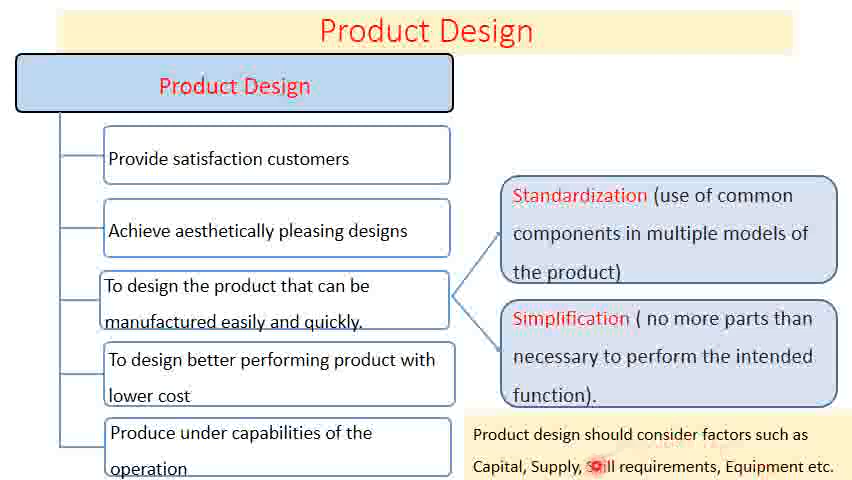 Product Design
Product Design
Provide satisfaction customers
Achieve aesthetically pleasing designs
To design the product that can be
manufactured easily and quickly.
To design better performing product with
lower cost
Produce under capabilities of the
operation
Standardization (use of common
components in multiple models of
the product)
Simplification ( no more parts than
necessary to perform the intended
function).
Product design should consider factors such as
Capital, Supply, Skill requirements, Equipment etc.